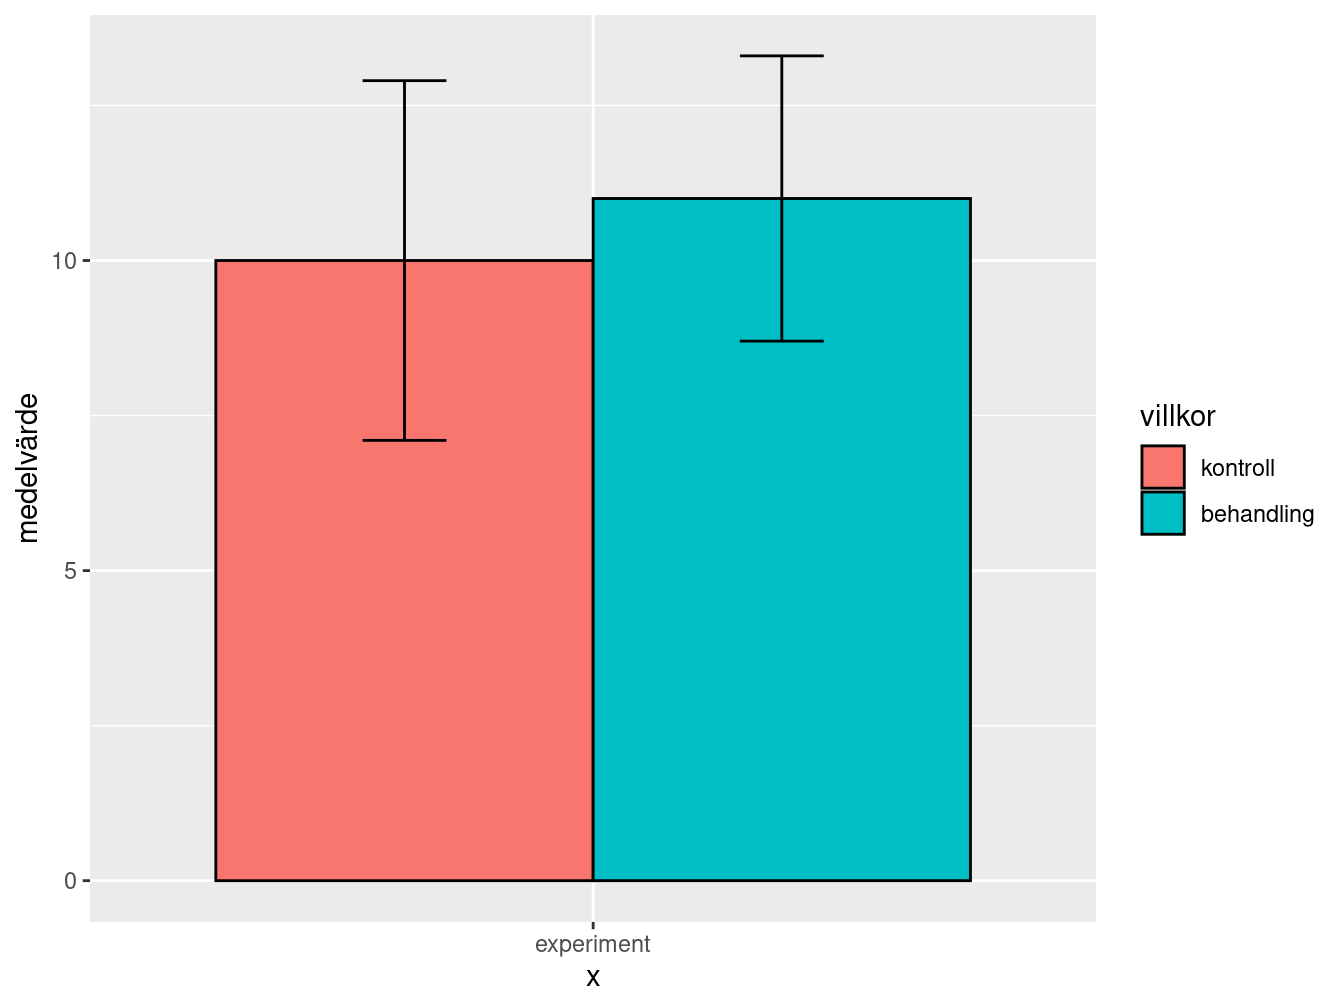 medelvärde
10
5
0
experiment
x
villkor
kontroll
behandling